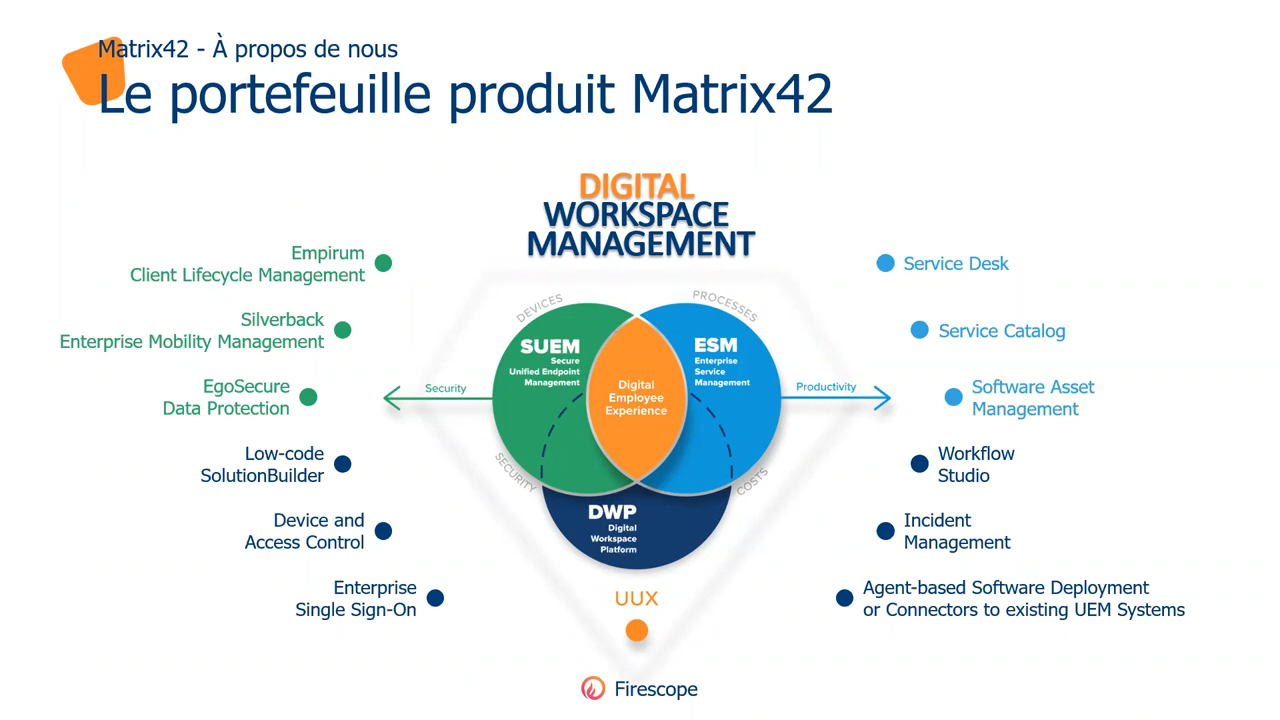 Matrix42 - À propos de nous
Le portefeuille produit Matrix42
DIGITAL
WORKSPACE
MANAGEMENT
Empirum
Client Lifecycle Management
Silverback
Enterprise Mobility Management
EgoSecure
Data Protection
Low-code
SolutionBuilder
Device and
Access Control
Enterprise
Single Sign-On
DEVICES
PROCESSES
SUEM
Secure
Unified Endpoint
Management
Digital
Employee
Experience
ESM
Enterprise
Service
Management
Security
Productivity
SECURITY
COSTS
DWP
Digital
Workspace
Platform
UUX
Firescope
Service Desk
Service Catalog
Software Asset
Management
Workflow
Studio
Incident
Management
Agent-based Software Deployment
or Connectors to existing UEM Systems